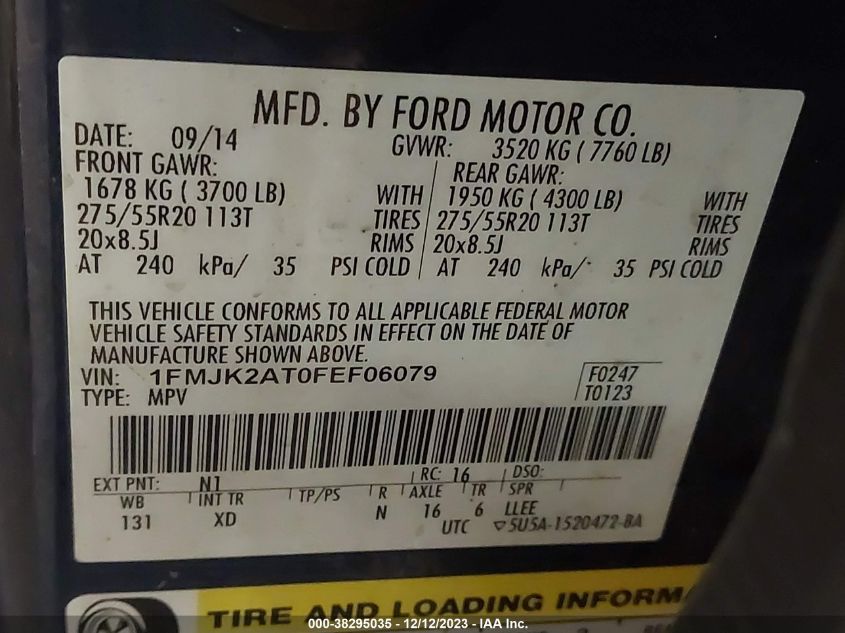 MFD. BY FORD MOTOR CO.
DATE: 09/14 GVWR: 3520 KG ( 7760 LB)
FRONT GAWR: REAR GAWR:
1678 KG ( 3700 LB) WITH 1950 KG ( 4300 LB) WITH
275/55R20 113T TIRES 275/55R20 113T TIRES
20x8.5J RIMS 20x8.5J RIMS
AT 240 kPa/ 35 PSI COLD AT 240 kPa/ 35 PSI COLD
THIS VEHICLE CONFORMS TO ALL APPLICABLE FEDERAL MOTOR
VEHICLE SAFETY STANDARDS IN EFFECT ON THE DATE OF
MANUFACTURE SHOWN ABOVE.
VIN: 1FMJK2AT0FEF06079 F0247
TYPE: MPV T0123
EXT PNT: N1 RC: 16 DSO:
WB INT TR TP/PS R AXLE TR SPR
131 XD N 16 6 LLEE
UTC ▽5U5A-1520472-BA
TIRE AND LOADING INFORMA
000-38295035 - 12/12/2023 - IAA Inc.